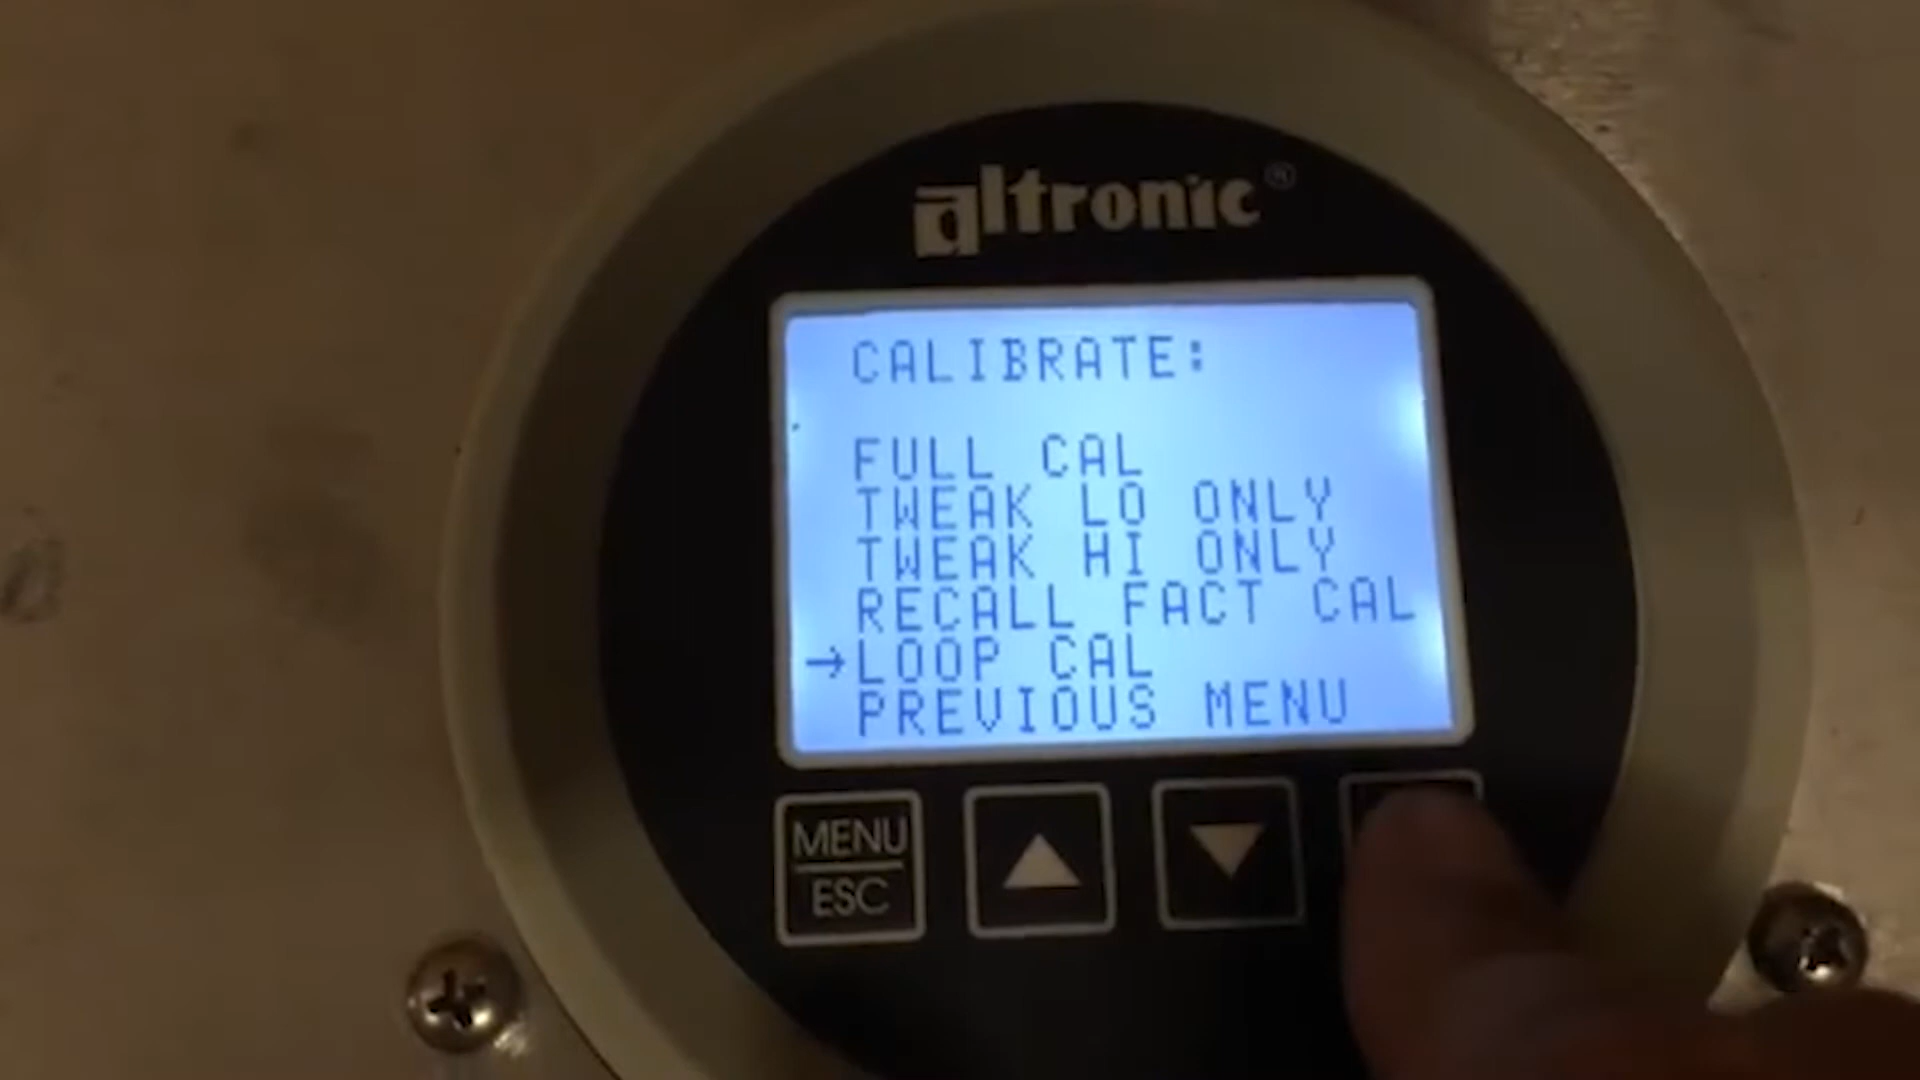 altronic®
CALIBRATE:
FULL CAL
TWEAK LO ONLY
TWEAK HI ONLY
RECALL FACT CAL
→LOOP CAL
PREVIOUS MENU
MENU
ESC